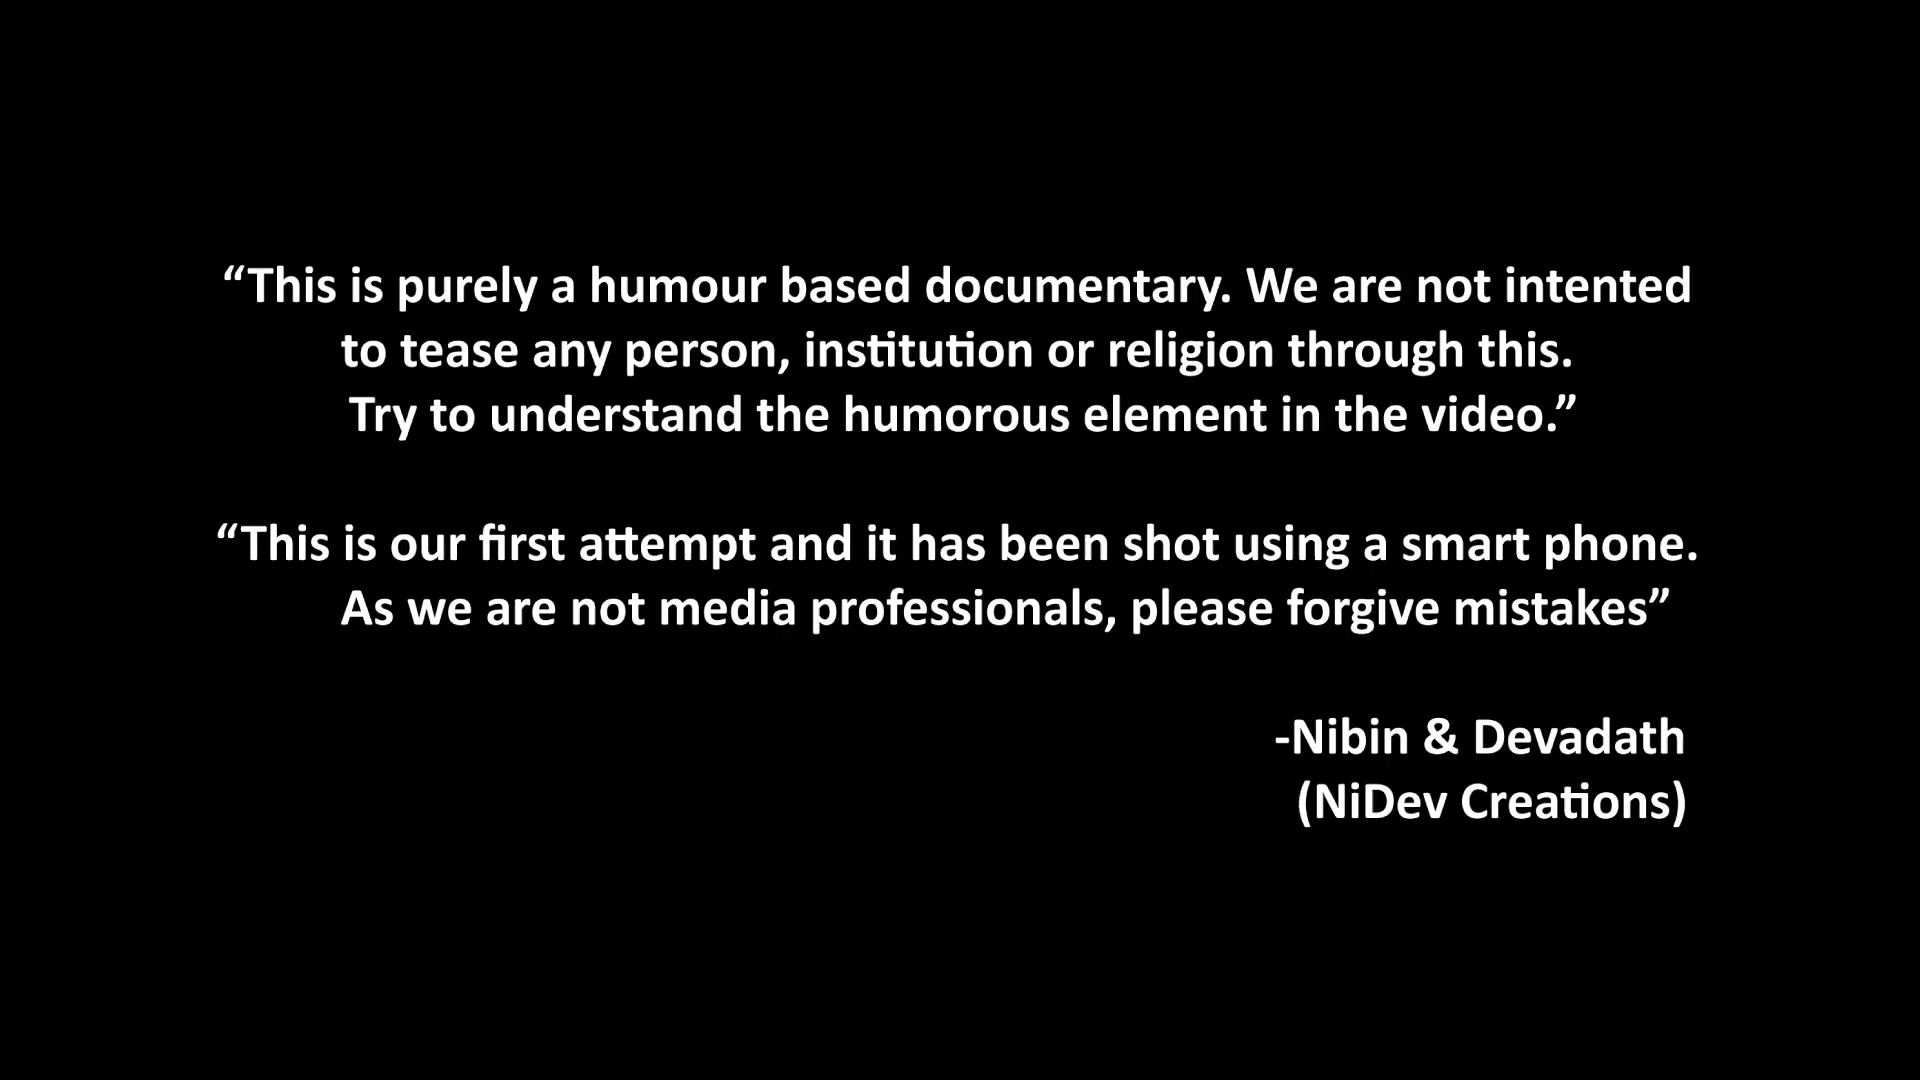 “This is purely a humour based documentary. We are not intented
to tease any person, institution or religion through this.
Try to understand the humorous element in the video.”
“This is our first attempt and it has been shot using a smart phone.
As we are not media professionals, please forgive mistakes”
-Nibin & Devadath
(NiDev Creations)